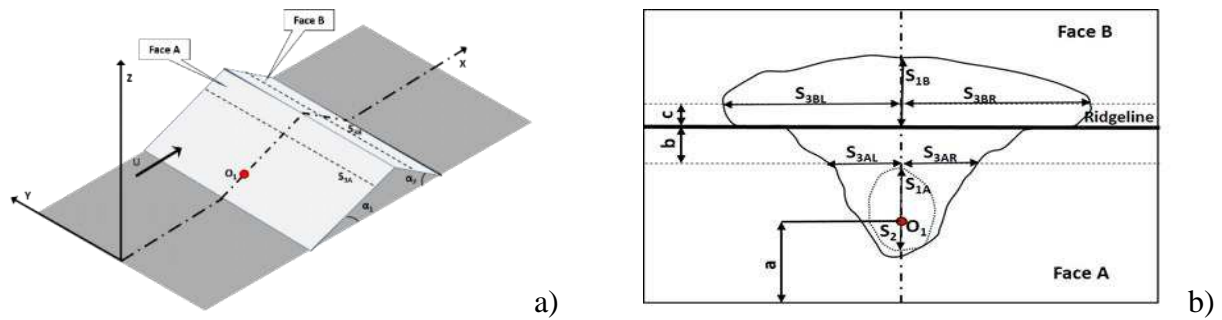 Face B
Face A
Z
X
S₃B
U
O₁
S₃A
Y
α₂
α₁
a)
Face B
S₁B
S₃BL
S₃BR
c
Ridgeline
b
S₃AL
S₃AR
S₁A
S₂
O₁
a
Face A
b)